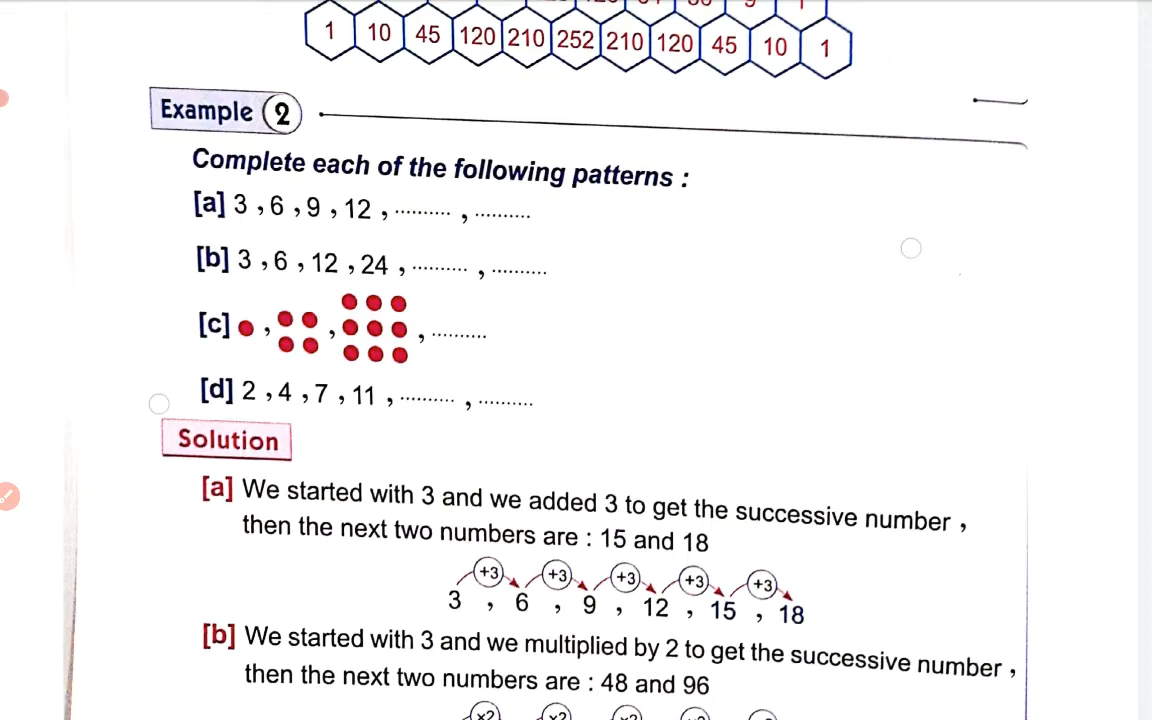 1 10 45 120 210 252 210 120 45 10 1
Example 2
Complete each of the following patterns :
[a] 3 , 6 , 9 , 12 , .......... , ..........
[b] 3 , 6 , 12 , 24 , .......... , ..........
[c] , , , ..........
[d] 2 , 4 , 7 , 11 , .......... , ..........
Solution
[a] We started with 3 and we added 3 to get the successive number ,
then the next two numbers are : 15 and 18
+3 +3 +3 +3 +3
3 , 6 , 9 , 12 , 15 , 18
[b] We started with 3 and we multiplied by 2 to get the successive number ,
then the next two numbers are : 48 and 96
×2 ×2